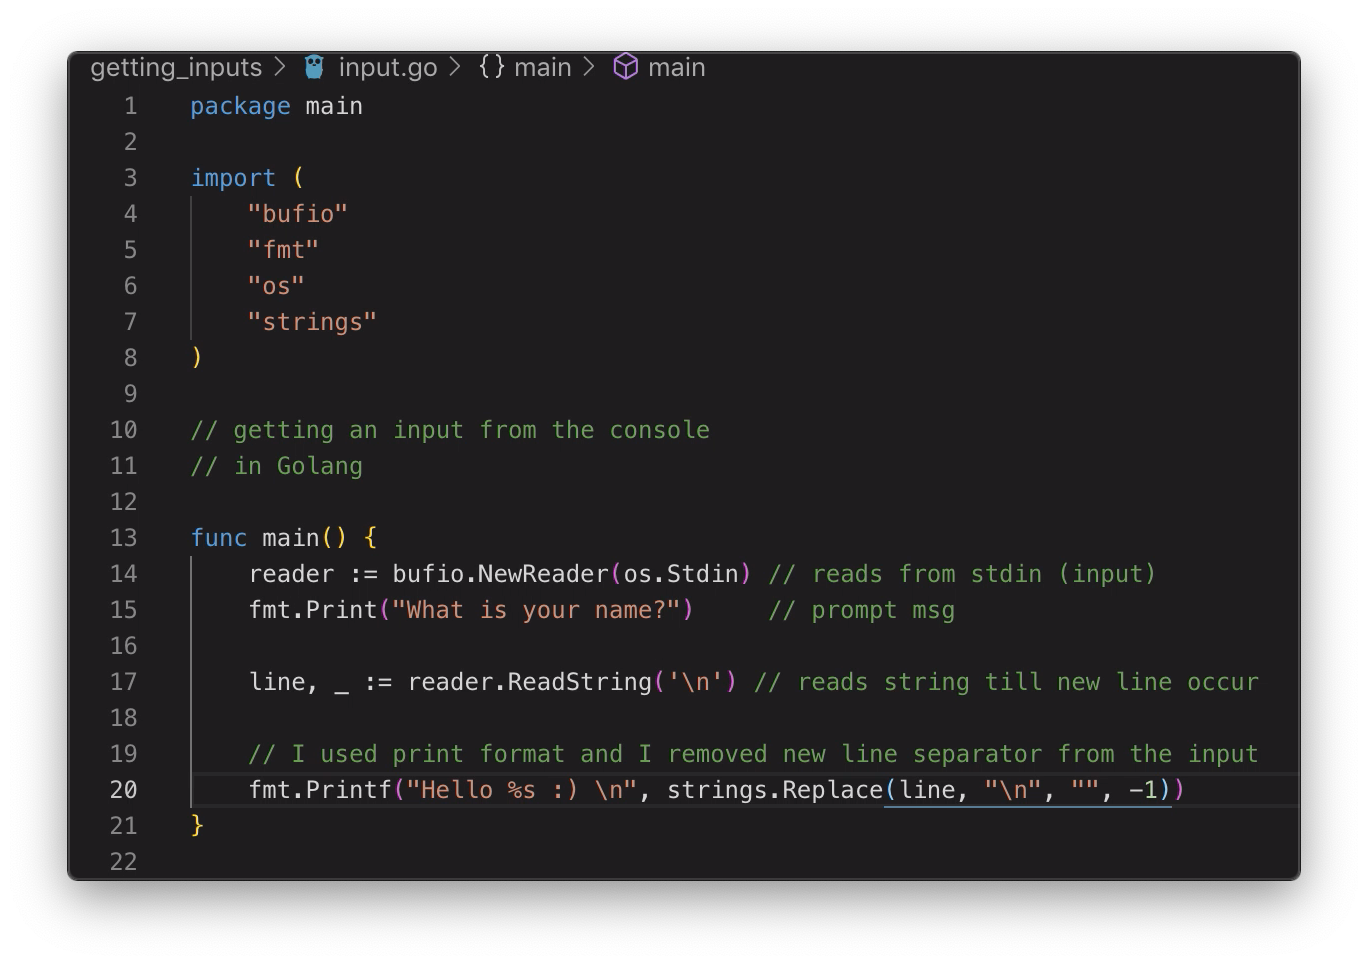 getting_inputs > input.go > {} main > main
1 package main
2
3 import (
4     "bufio"
5     "fmt"
6     "os"
7     "strings"
8 )
9
10 // getting an input from the console
11 // in Golang
12
13 func main() {
14     reader := bufio.NewReader(os.Stdin) // reads from stdin (input)
15     fmt.Print("What is your name?")     // prompt msg
16
17     line, _ := reader.ReadString('\n') // reads string till new line occur
18
19     // I used print format and I removed new line separator from the input
20     fmt.Printf("Hello %s :) \n", strings.Replace(line, "\n", "", -1))
21 }
22